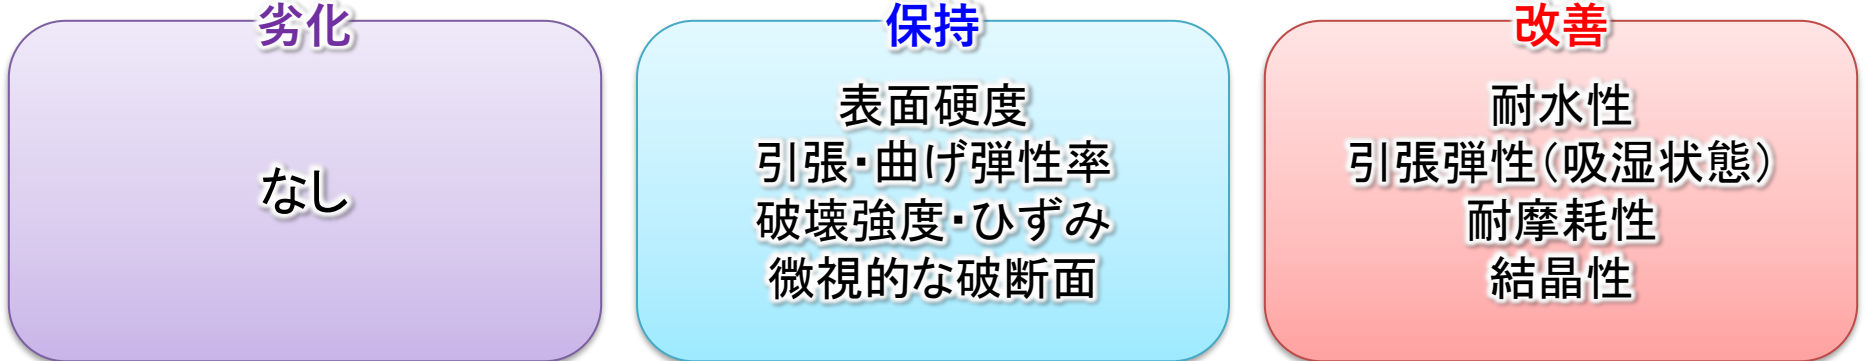 劣化
なし
保持
表面硬度
引張・曲げ弾性率
破壊強度・ひずみ
微視的な破断面
改善
耐水性
引張弾性(吸湿状態)
耐摩耗性
結晶性